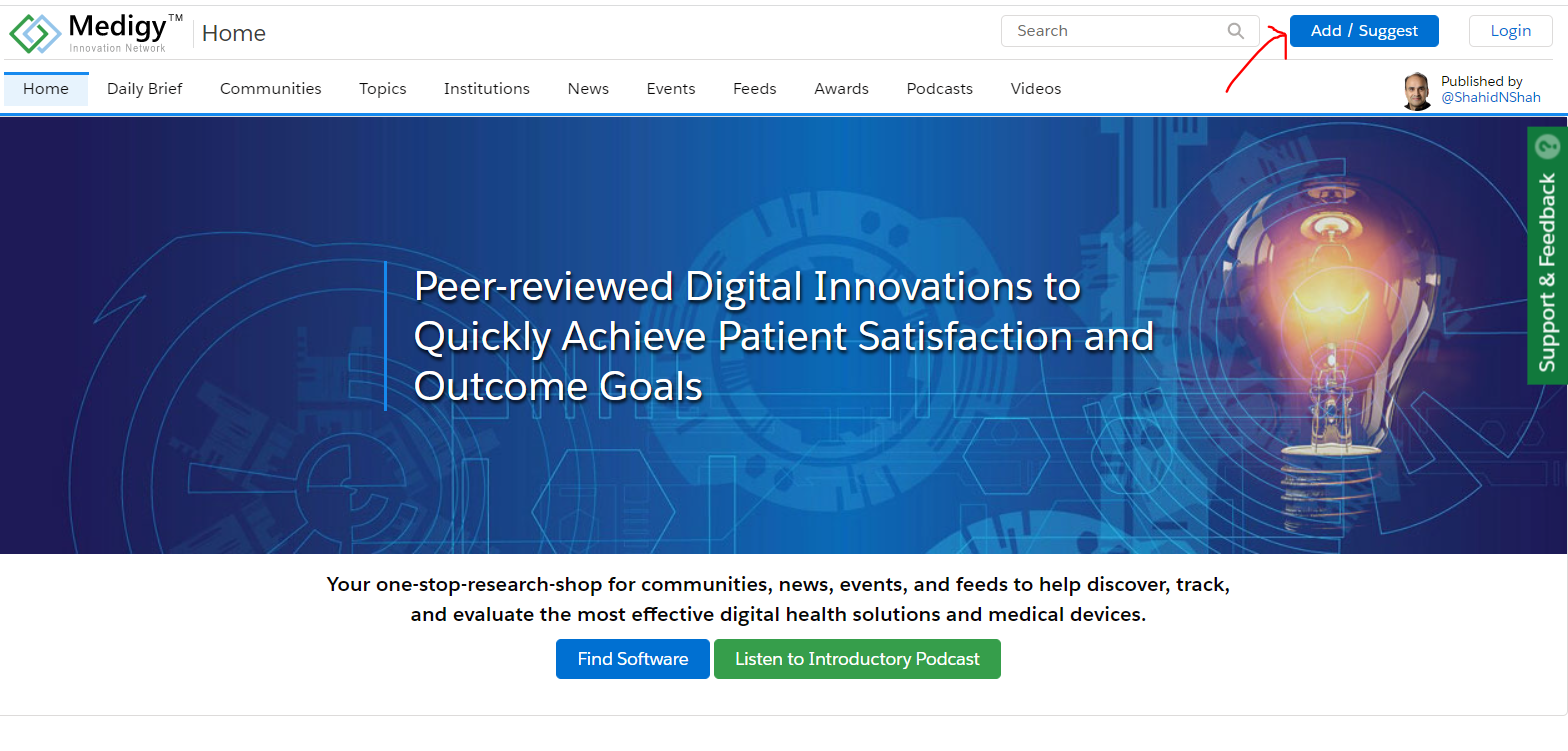 Medigy™
Innovation Network
Home
Search
Add / Suggest
Login
Home
Daily Brief
Communities
Topics
Institutions
News
Events
Feeds
Awards
Podcasts
Videos
Published by
@ShahidNShah
Support & Feedback
Peer-reviewed Digital Innovations to
Quickly Achieve Patient Satisfaction and
Outcome Goals
Your one-stop-research-shop for communities, news, events, and feeds to help discover, track,
and evaluate the most effective digital health solutions and medical devices.
Find Software
Listen to Introductory Podcast